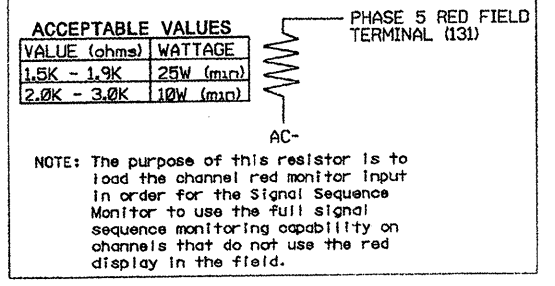 ACCEPTABLE VALUES
VALUE (ohms) WATTAGE
1.5K - 1.9K 25W (min)
2.0K - 3.0K 10W (min)
PHASE 5 RED FIELD
TERMINAL (131)
AC-
NOTE: The purpose of this resistor is to
load the channel red monitor input
in order for the Signal Sequence
Monitor to use the full signal
sequence monitoring capability on
channels that do not use the red
display in the field.